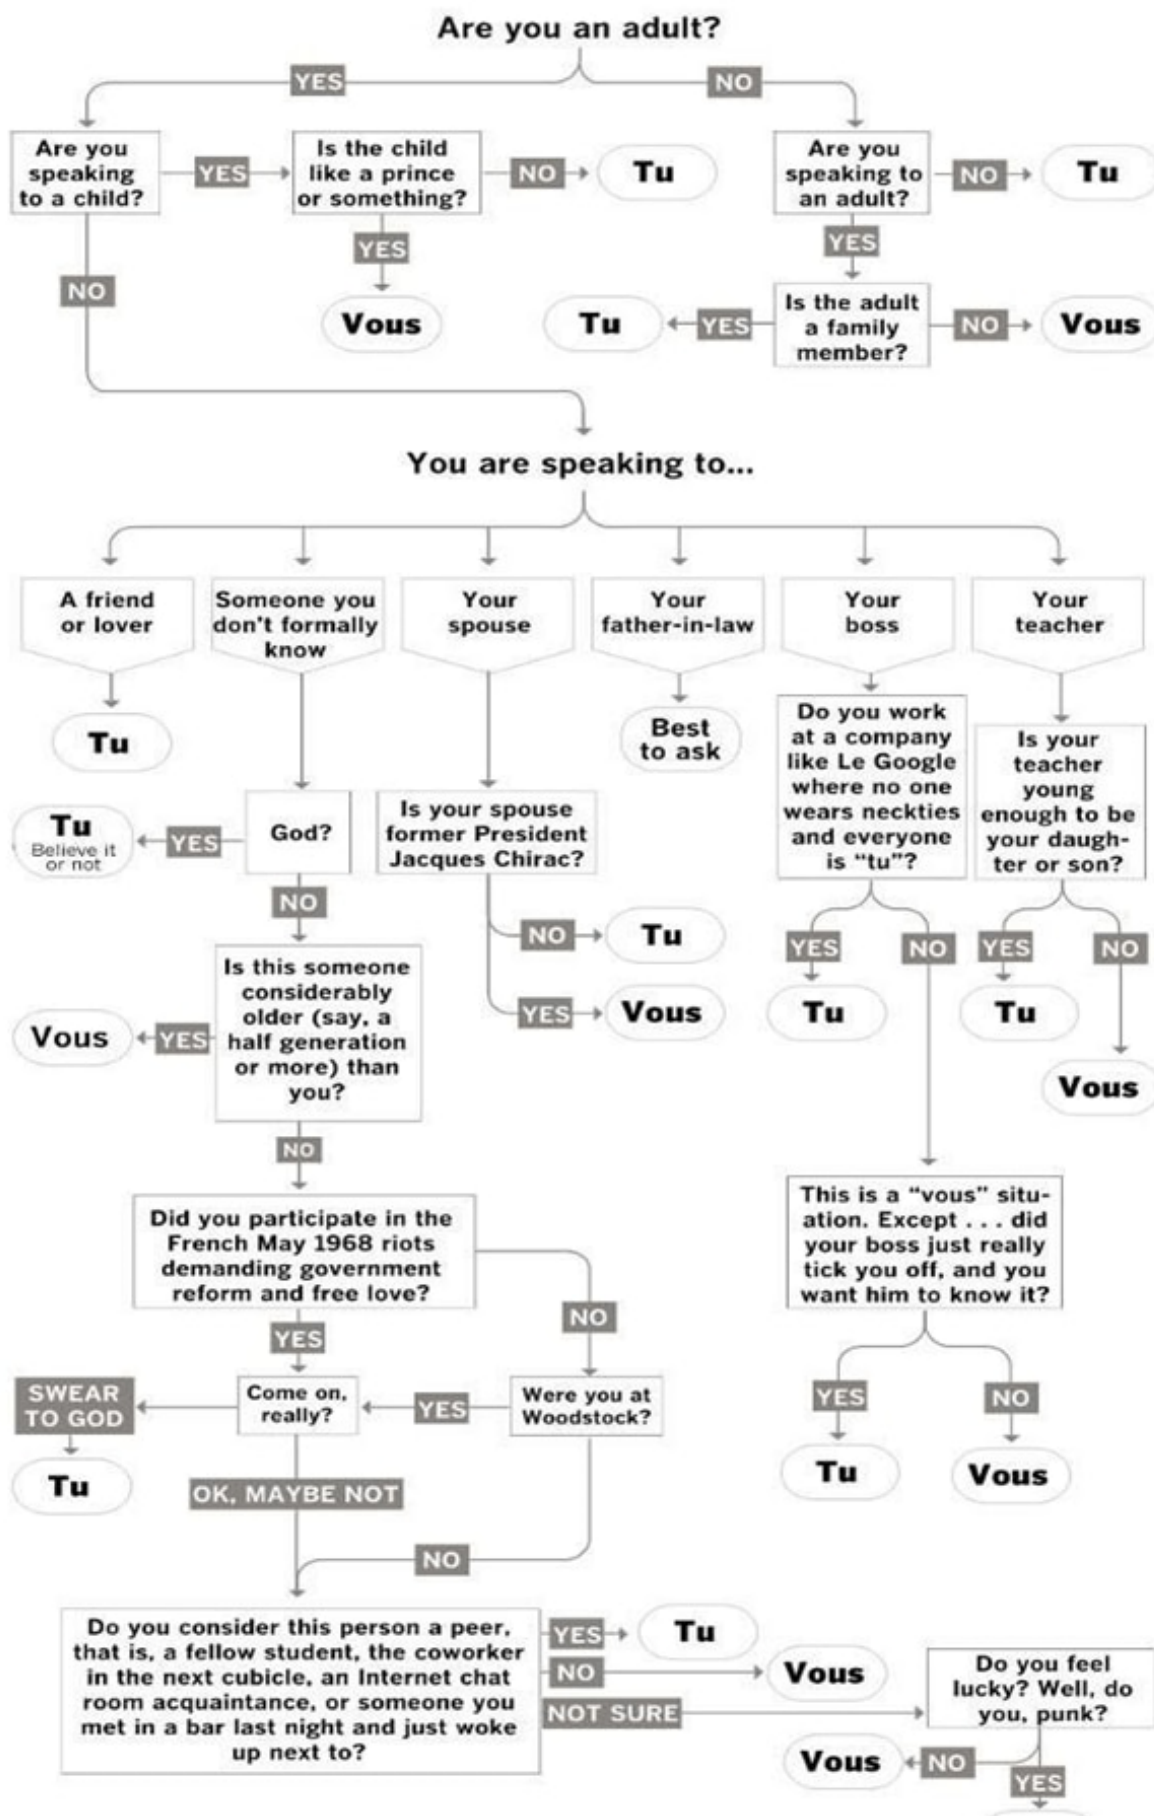 Are you an adult?
YES
NO
Are you
speaking
to a child?
YES
Is the child
like a prince
or something?
NO
Tu
Are you
speaking to
an adult?
NO
Tu
YES
YES
NO
Vous
Tu
YES
Is the adult
a family
member?
NO
Vous
You are speaking to...
A friend
or lover
Someone you
don't formally
know
Your
spouse
Your
father-in-law
Your
boss
Your
teacher
Tu
Best
to ask
Do you work
at a company
like Le Google
where no one
wears neckties
and everyone
is “tu”?
Is your
teacher
young
enough to be
your daugh-
ter or son?
Tu
Believe it
or not
YES
God?
Is your spouse
former President
Jacques Chirac?
NO
NO
Tu
YES
Vous
YES
NO
Tu
YES
NO
Tu
Vous
Vous
YES
Is this someone
considerably
older (say, a
half generation
or more) than
you?
NO
Did you participate in the
French May 1968 riots
demanding government
reform and free love?
YES
NO
This is a “vous” situ-
ation. Except . . . did
your boss just really
tick you off, and you
want him to know it?
YES
NO
Tu
Vous
SWEAR
TO GOD
Come on,
really?
YES
Were you at
Woodstock?
Tu
OK, MAYBE NOT
NO
Do you consider this person a peer,
that is, a fellow student, the coworker
in the next cubicle, an Internet chat
room acquaintance, or someone you
met in a bar last night and just woke
up next to?
YES
Tu
NO
Vous
NOT SURE
Do you feel
lucky? Well, do
you, punk?
Vous
NO
YES